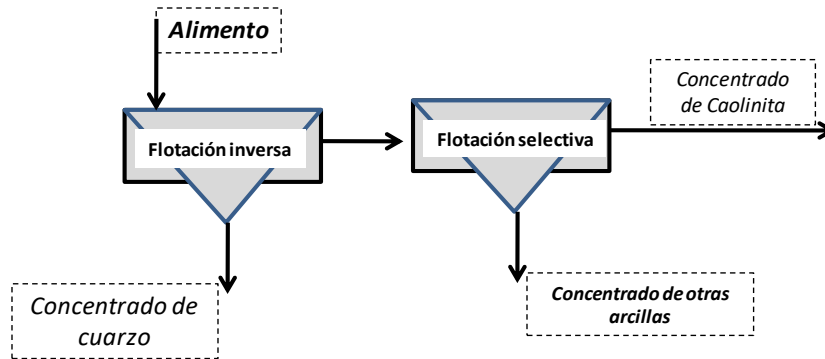 Alimento
Flotación inversa
Flotación selectiva
Concentrado
de Caolinita
Concentrado de
cuarzo
Concentrado de otras
arcillas